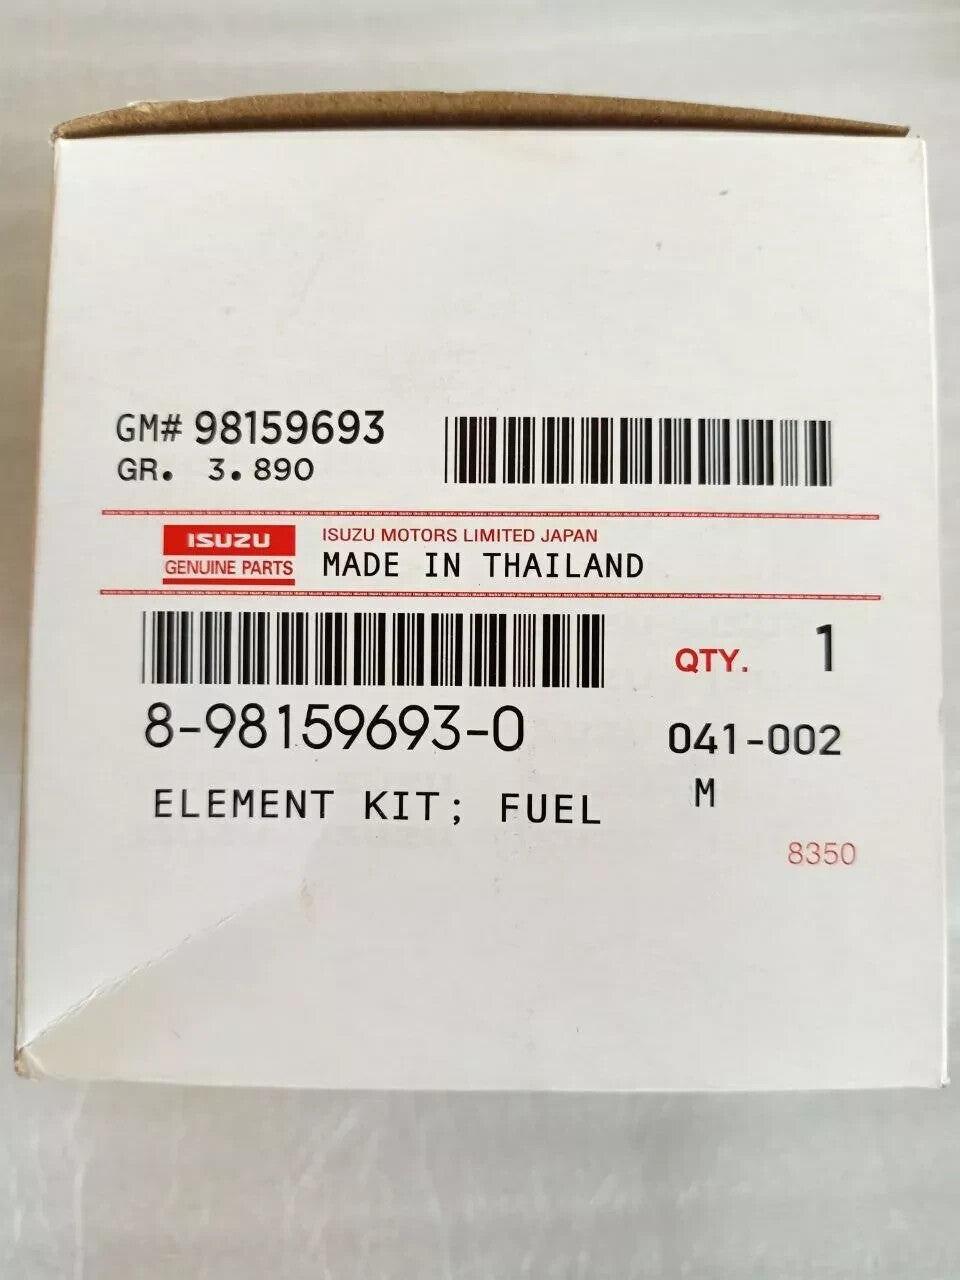 GM# 98159693
GR. 3.890
ISUZU
GENUINE PARTS
ISUZU MOTORS LIMITED JAPAN
MADE IN THAILAND
QTY. 1
8-98159693-0
041-002
ELEMENT KIT; FUEL
M
8350